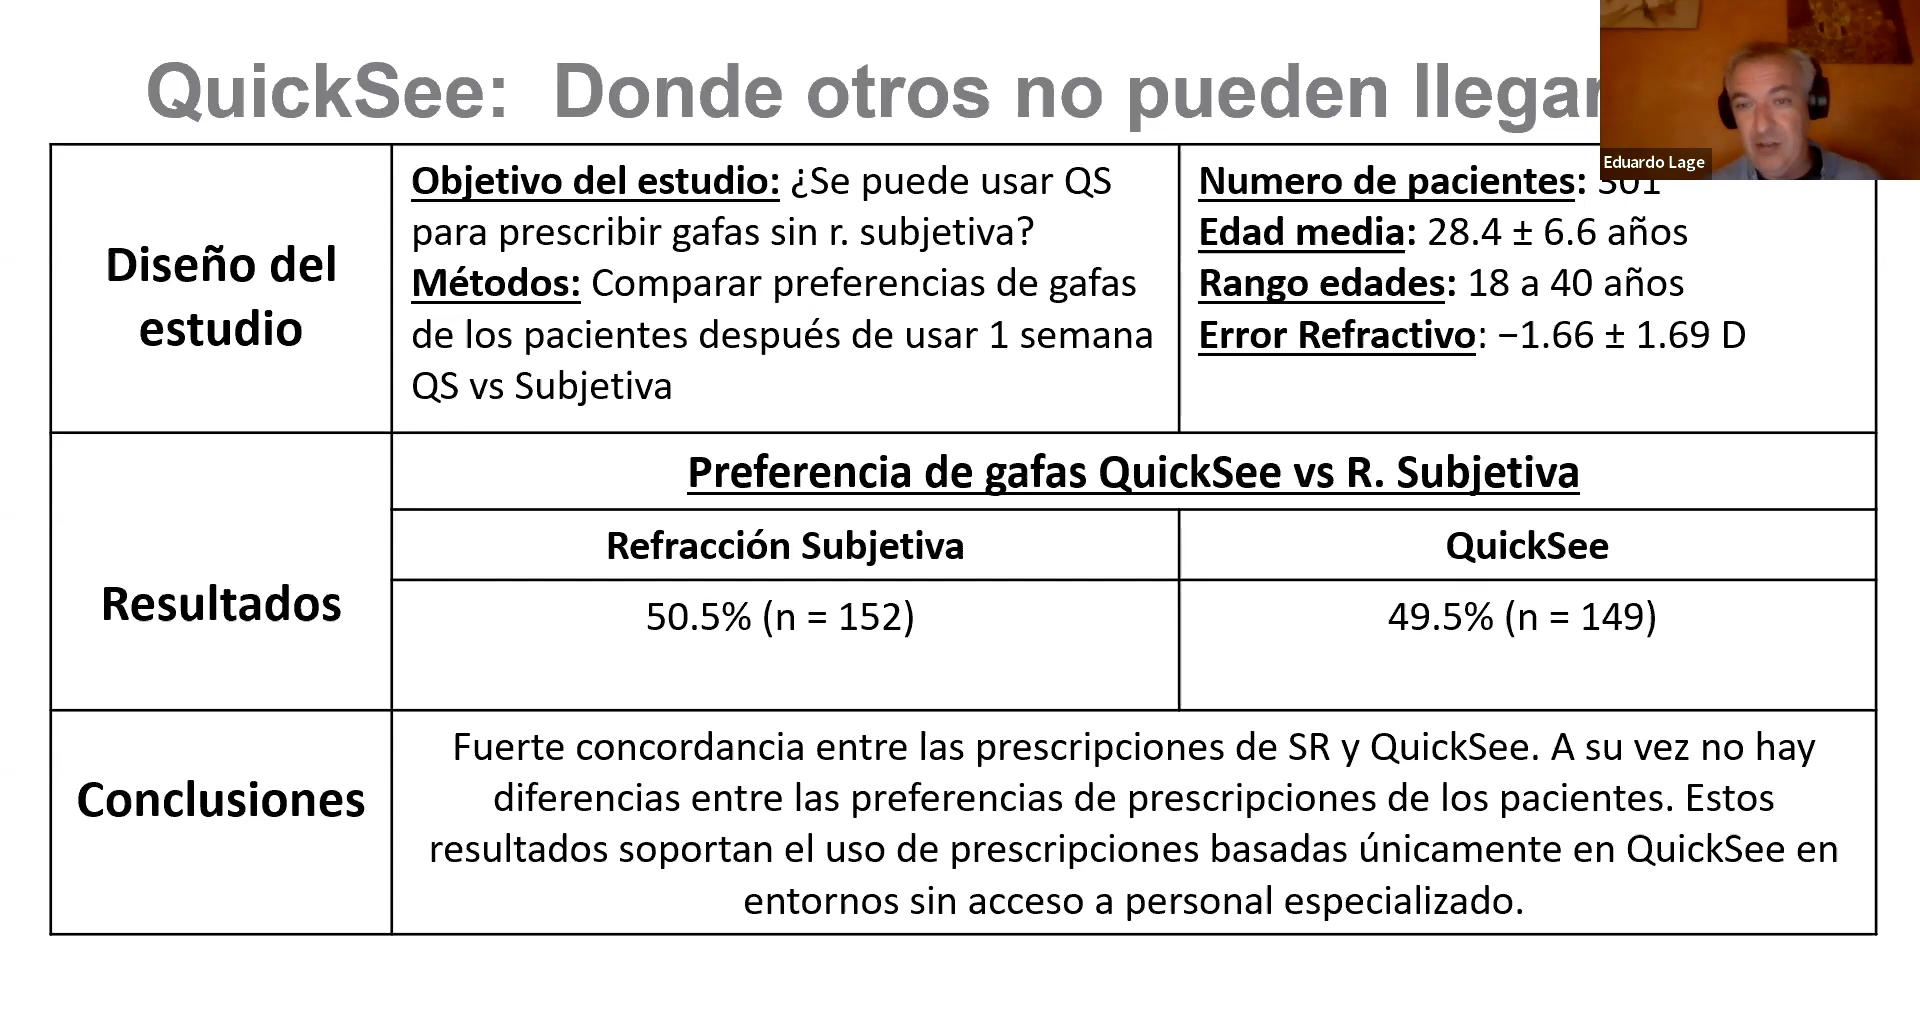 QuickSee: Donde otros no pueden llegar
Eduardo Lage
Diseño del
estudio
Objetivo del estudio: ¿Se puede usar QS
para prescribir gafas sin r. subjetiva?
Métodos: Comparar preferencias de gafas
de los pacientes después de usar 1 semana
QS vs Subjetiva
Numero de pacientes: 301
Edad media: 28.4 ± 6.6 años
Rango edades: 18 a 40 años
Error Refractivo: −1.66 ± 1.69 D
Resultados
Preferencia de gafas QuickSee vs R. Subjetiva
Refracción Subjetiva
QuickSee
50.5% (n = 152)
49.5% (n = 149)
Conclusiones
Fuerte concordancia entre las prescripciones de SR y QuickSee. A su vez no hay
diferencias entre las preferencias de prescripciones de los pacientes. Estos
resultados soportan el uso de prescripciones basadas únicamente en QuickSee en
entornos sin acceso a personal especializado.